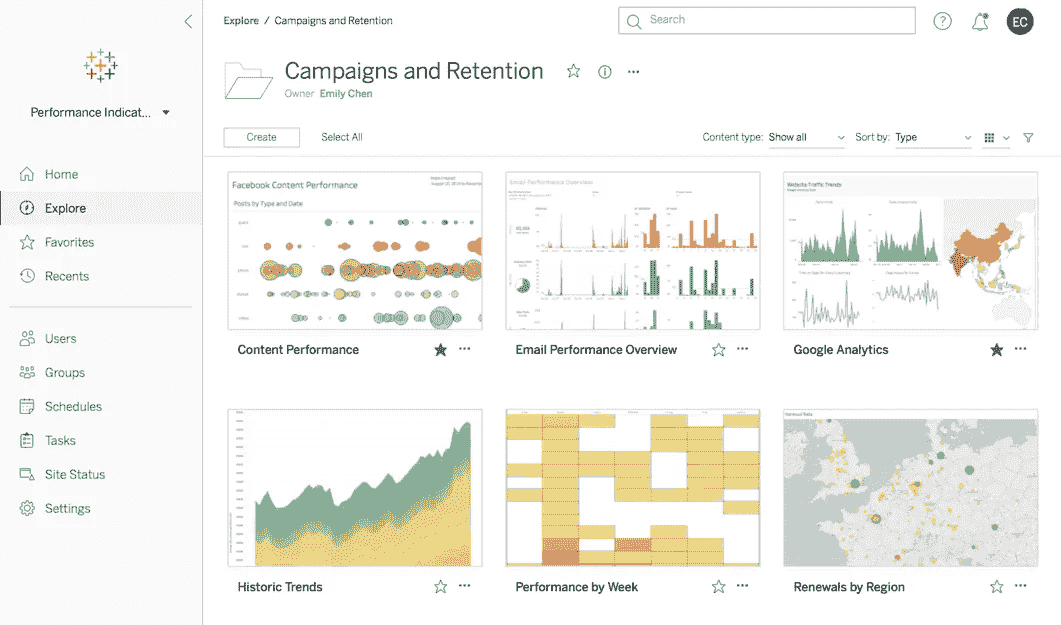 Explore / Campaigns and Retention
Search
EC
Performance Indicat...
Campaigns and Retention
Owner Emily Chen
Create
Select All
Content type: Show all
Sort by: Type
Home
Explore
Favorites
Recents
Users
Groups
Schedules
Tasks
Site Status
Settings
Facebook Content Performance
Posts by Type and Date
Email Performance Overview
Website Traffic Trends
Content Performance
Email Performance Overview
Google Analytics
Historic Trends
Performance by Week
Renewals by Region